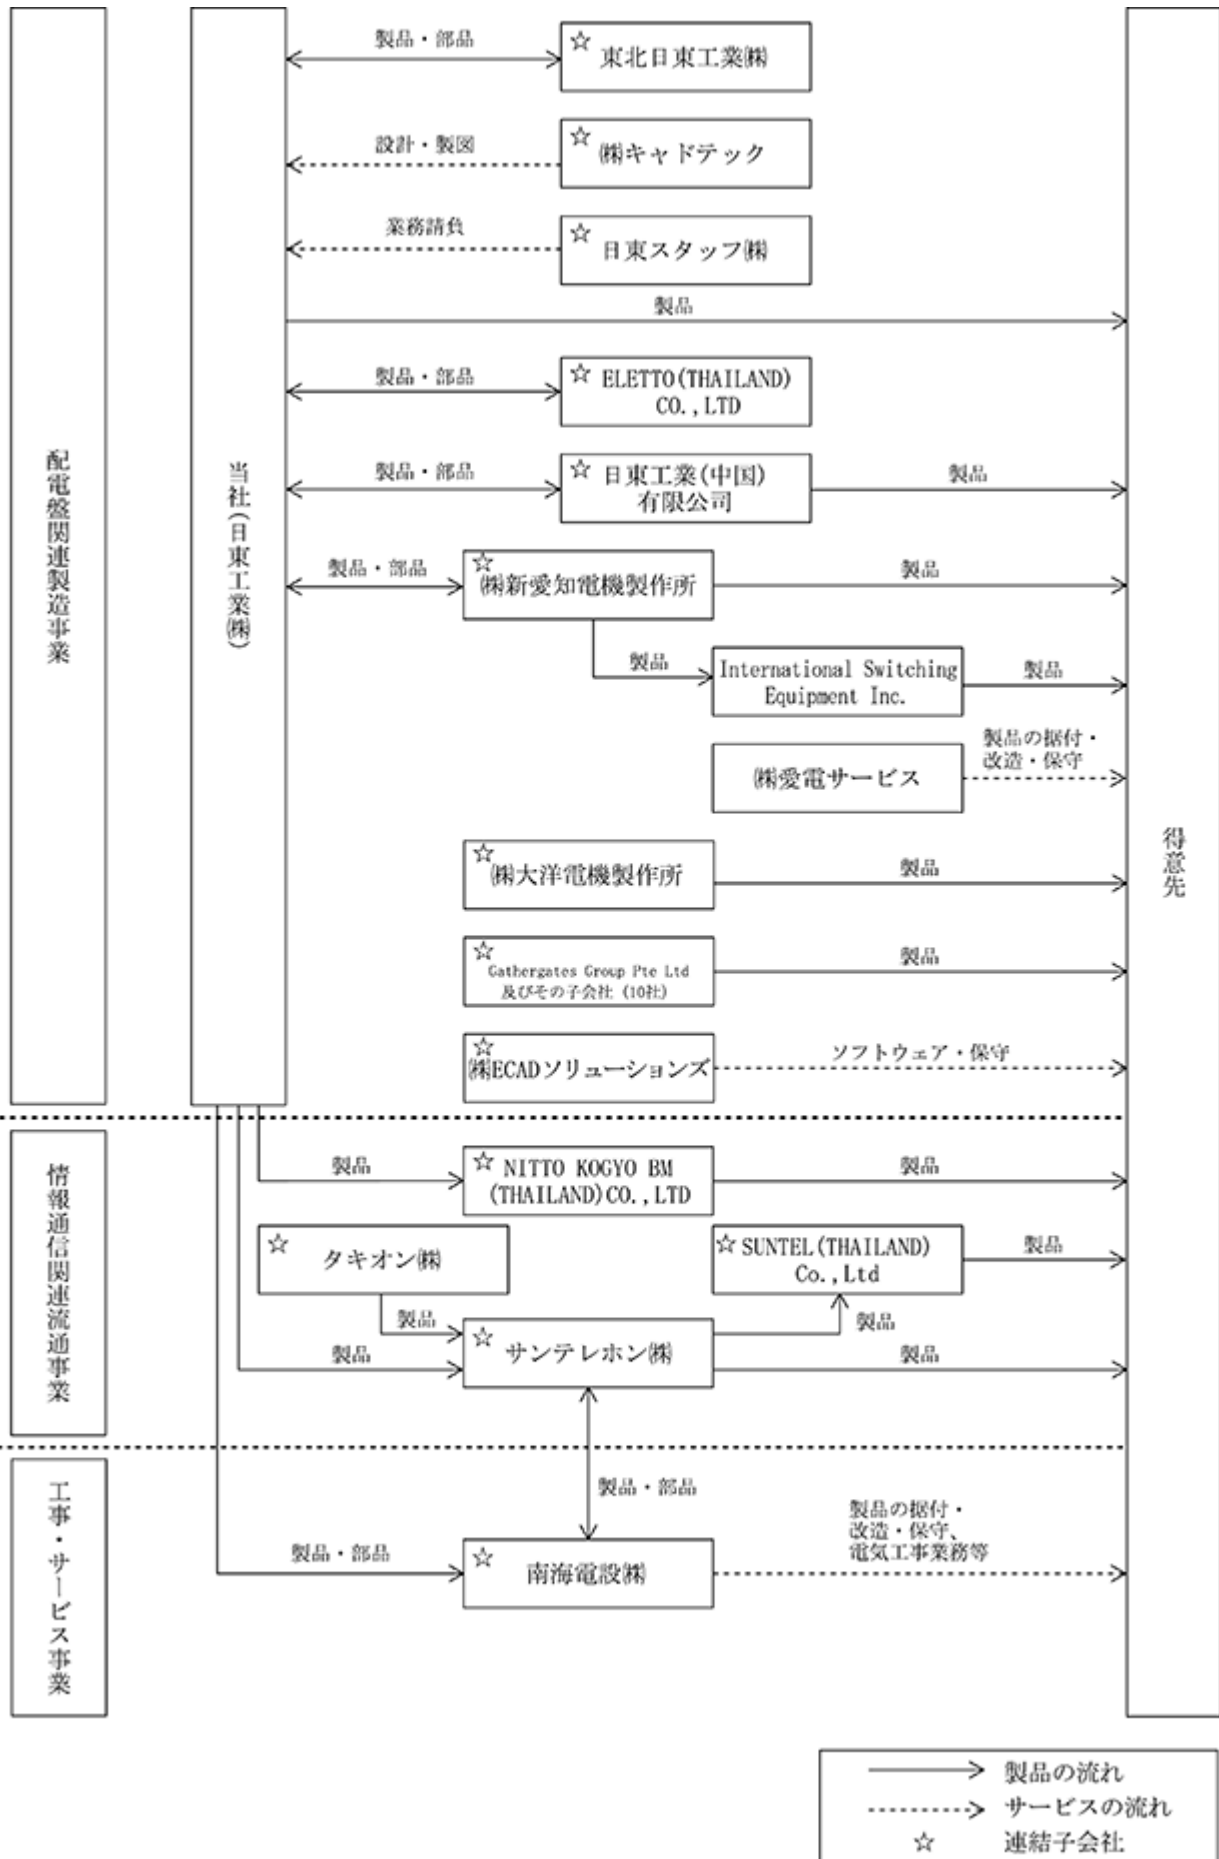 配電盤関連製造事業
当社(日東工業㈱)
製品・部品
☆ 東北日東工業㈱
設計・製図
☆ ㈱キャドテック
業務請負
☆ 日東スタッフ㈱
製品
製品・部品
☆ ELETTO(THAILAND)
CO.,LTD
製品・部品
☆ 日東工業(中国)
有限公司
製品
製品・部品
☆ ㈱新愛知電機製作所
製品
製品
International Switching
Equipment Inc.
製品
㈱愛電サービス
製品の据付・
改造・保守
☆ ㈱大洋電機製作所
製品
☆ Gathergates Group Pte Ltd
及びその子会社 (10社)
製品
☆ ㈱ECADソリューションズ
ソフトウェア・保守
得意先
情報通信関連流通事業
製品
☆ NITTO KOGYO BM
(THAILAND)CO.,LTD
製品
☆ タキオン㈱
☆ SUNTEL(THAILAND)
Co.,Ltd
製品
製品
製品
☆ サンテレホン㈱
製品
製品
工事・サービス事業
製品・部品
製品・部品
☆ 南海電設㈱
製品の据付・
改造・保守、
電気工事業務等
製品の流れ
サービスの流れ
☆ 連結子会社